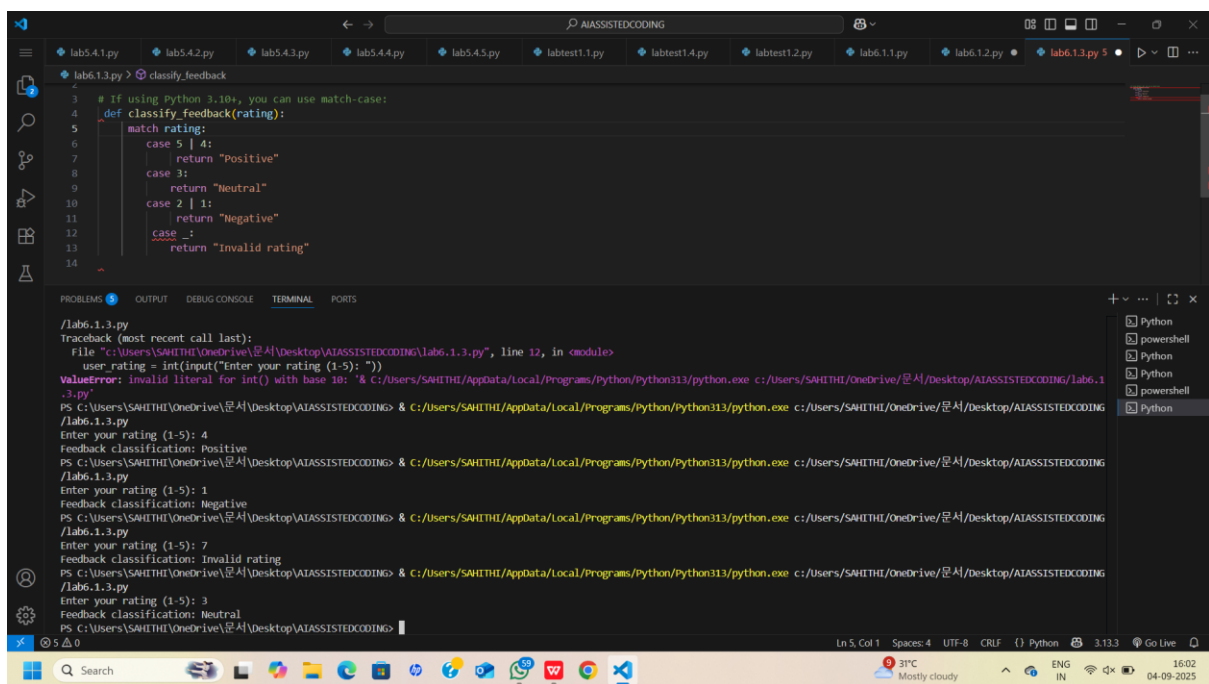 AIASSISTEDCODING
lab5.4.1.py lab5.4.2.py lab5.4.3.py lab5.4.4.py lab5.4.5.py labtest1.1.py labtest1.4.py labtest1.2.py lab6.1.1.py lab6.1.2.py lab6.1.3.py 5
lab6.1.3.py > classify_feedback
2
3 # If using Python 3.10+, you can use match-case:
4 def classify_feedback(rating):
5 match rating:
6 case 5 | 4:
7 return "Positive"
8 case 3:
9 return "Neutral"
10 case 2 | 1:
11 return "Negative"
12 case _:
13 return "Invalid rating"
14
PROBLEMS 5 OUTPUT DEBUG CONSOLE TERMINAL PORTS
/lab6.1.3.py
Traceback (most recent call last):
File "c:\Users\SAHITHI\OneDrive\문서\Desktop\AIASSISTEDCODING\lab6.1.3.py", line 12, in <module>
user_rating = int(input("Enter your rating (1-5): "))
ValueError: invalid literal for int() with base 10: '& C:/Users/SAHITHI/AppData/Local/Programs/Python/Python313/python.exe c:/Users/SAHITHI/OneDrive/문서/Desktop/AIASSISTEDCODING/lab6.1
.3.py'
PS C:\Users\SAHITHI\OneDrive\문서\Desktop\AIASSISTEDCODING> & C:/Users/SAHITHI/AppData/Local/Programs/Python/Python313/python.exe c:/Users/SAHITHI/OneDrive/문서/Desktop/AIASSISTEDCODING
/lab6.1.3.py
Enter your rating (1-5): 4
Feedback classification: Positive
PS C:\Users\SAHITHI\OneDrive\문서\Desktop\AIASSISTEDCODING> & C:/Users/SAHITHI/AppData/Local/Programs/Python/Python313/python.exe c:/Users/SAHITHI/OneDrive/문서/Desktop/AIASSISTEDCODING
/lab6.1.3.py
Enter your rating (1-5): 1
Feedback classification: Negative
PS C:\Users\SAHITHI\OneDrive\문서\Desktop\AIASSISTEDCODING> & C:/Users/SAHITHI/AppData/Local/Programs/Python/Python313/python.exe c:/Users/SAHITHI/OneDrive/문서/Desktop/AIASSISTEDCODING
/lab6.1.3.py
Enter your rating (1-5): 7
Feedback classification: Invalid rating
PS C:\Users\SAHITHI\OneDrive\문서\Desktop\AIASSISTEDCODING> & C:/Users/SAHITHI/AppData/Local/Programs/Python/Python313/python.exe c:/Users/SAHITHI/OneDrive/문서/Desktop/AIASSISTEDCODING
/lab6.1.3.py
Enter your rating (1-5): 3
Feedback classification: Neutral
PS C:\Users\SAHITHI\OneDrive\문서\Desktop\AIASSISTEDCODING>
Python
powershell
Python
Python
powershell
Python
5 0 Ln 5, Col 1 Spaces: 4 UTF-8 CRLF {} Python 3.13.3 Go Live
Search
59
9
31°C
Mostly cloudy
ENG
IN
16:02
04-09-2025